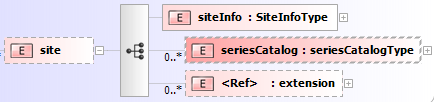 E siteInfo : SiteInfoType
E site
E seriesCatalog : seriesCatalogType
0..*
E <Ref> : extension
0..*